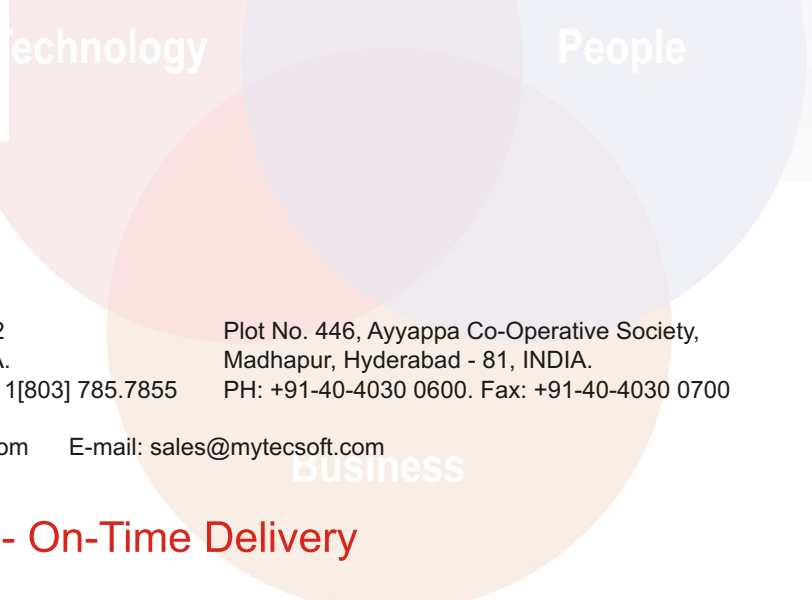 echnology People
2 Plot No. 446, Ayyappa Co-Operative Society,
A. Madhapur, Hyderabad - 81, INDIA.
1[803] 785.7855 PH: +91-40-4030 0600. Fax: +91-40-4030 0700
om E-mail: sales@mytecsoft.com
Business
- On-Time Delivery